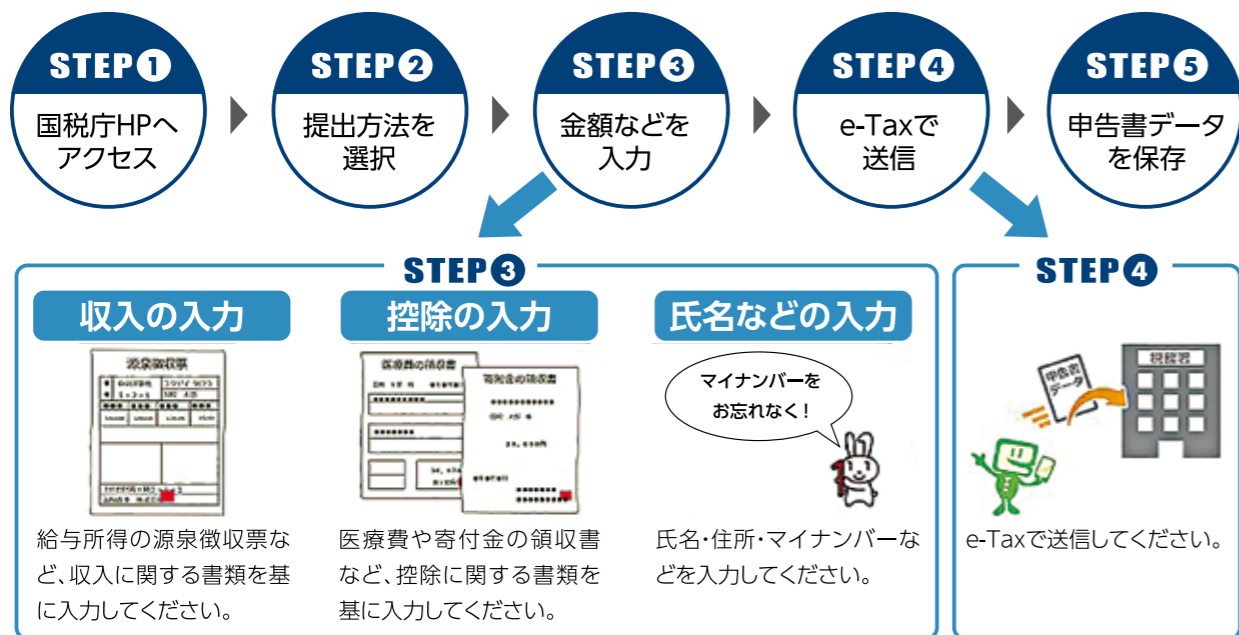 STEP❶
国税庁HPへ
アクセス
STEP❷
提出方法を
選択
STEP❸
金額などを
入力
STEP❹
e-Taxで
送信
STEP❺
申告書データ
を保存
STEP❸
収入の入力
源泉徴収票
給与所得の源泉徴収票な
ど、収入に関する書類を基
に入力してください。
控除の入力
医療費の領収書
寄附金の領収書
医療費や寄付金の領収書
など、控除に関する書類を
基に入力してください。
氏名などの入力
マイナンバーを
お忘れなく！
氏名・住所・マイナンバーな
どを入力してください。
STEP❹
申告書
データ
税務署
e-Taxで送信してください。